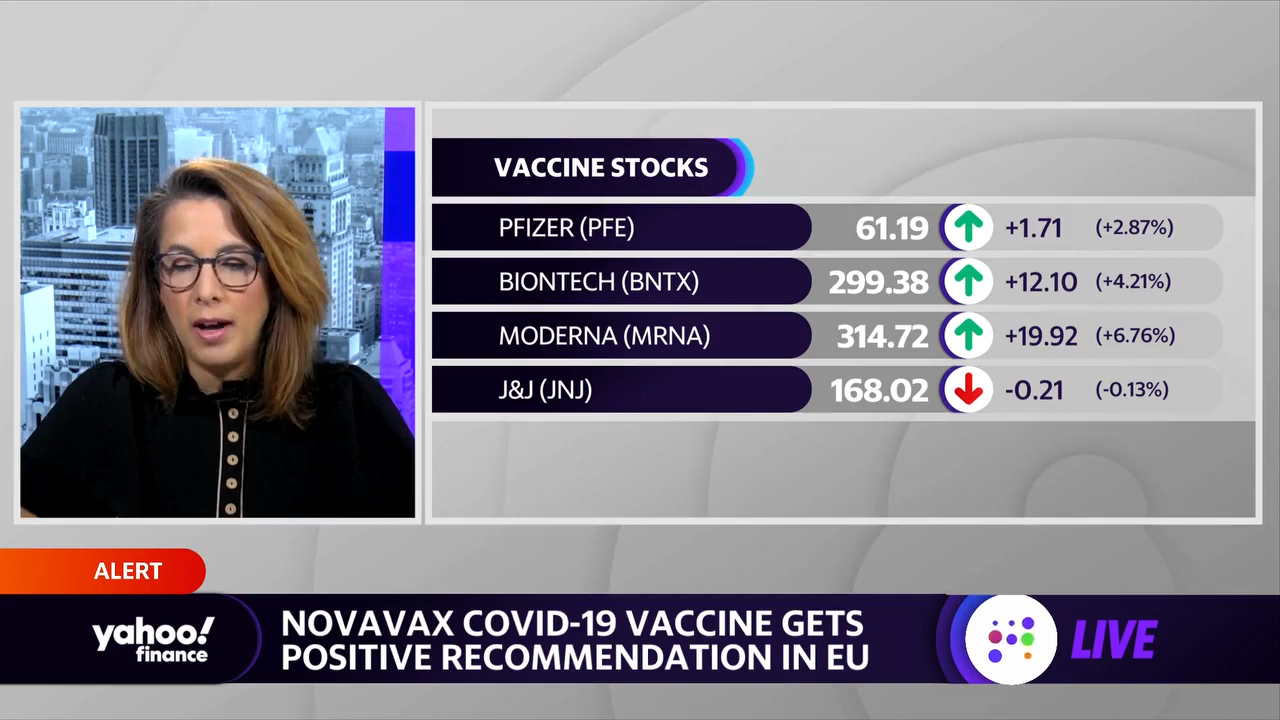 VACCINE STOCKS
PFIZER (PFE) 61.19 +1.71 (+2.87%)
BIONTECH (BNTX) 299.38 +12.10 (+4.21%)
MODERNA (MRNA) 314.72 +19.92 (+6.76%)
J&J (JNJ) 168.02 -0.21 (-0.13%)
ALERT
yahoo!
finance
NOVAVAX COVID-19 VACCINE GETS
POSITIVE RECOMMENDATION IN EU
LIVE